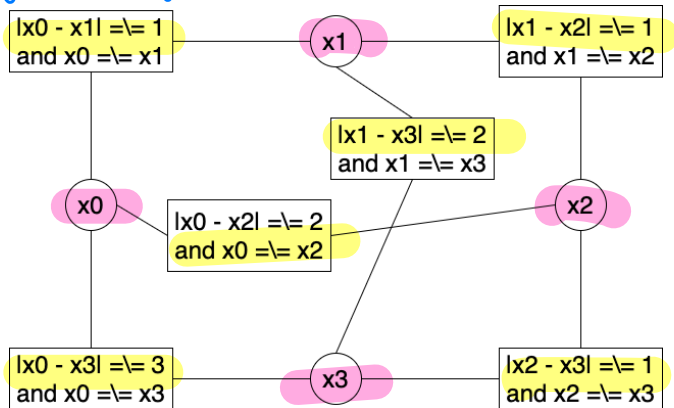 |x0 - x1| =\= 1
and x0 =\= x1
x1
|x1 - x2| =\= 1
and x1 =\= x2
|x1 - x3| =\= 2
and x1 =\= x3
x0
|x0 - x2| =\= 2
and x0 =\= x2
x2
|x0 - x3| =\= 3
and x0 =\= x3
x3
|x2 - x3| =\= 1
and x2 =\= x3